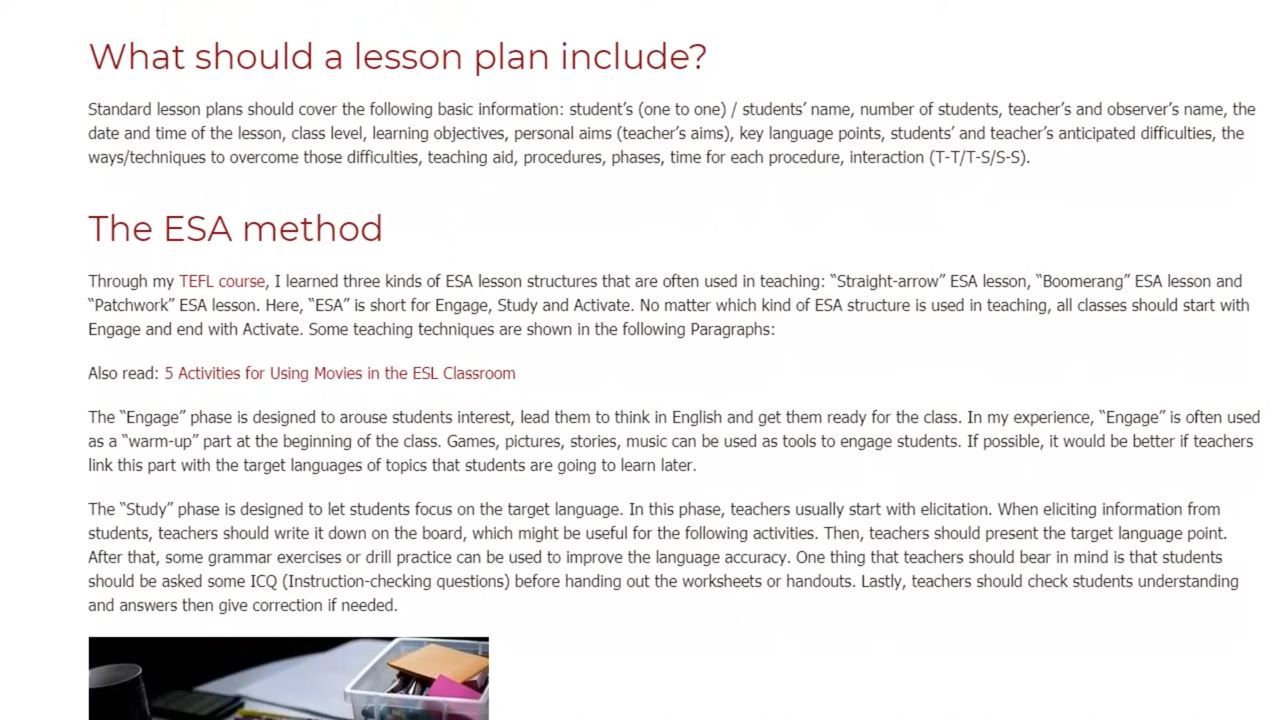 What should a lesson plan include?
Standard lesson plans should cover the following basic information: student’s (one to one) / students’ name, number of students, teacher’s and observer’s name, the
date and time of the lesson, class level, learning objectives, personal aims (teacher’s aims), key language points, students’ and teacher’s anticipated difficulties, the
ways/techniques to overcome those difficulties, teaching aid, procedures, phases, time for each procedure, interaction (T-T/T-S/S-S).
The ESA method
Through my TEFL course, I learned three kinds of ESA lesson structures that are often used in teaching: “Straight-arrow” ESA lesson, “Boomerang” ESA lesson and
“Patchwork” ESA lesson. Here, “ESA” is short for Engage, Study and Activate. No matter which kind of ESA structure is used in teaching, all classes should start with
Engage and end with Activate. Some teaching techniques are shown in the following Paragraphs:
Also read: 5 Activities for Using Movies in the ESL Classroom
The “Engage” phase is designed to arouse students interest, lead them to think in English and get them ready for the class. In my experience, “Engage” is often used
as a “warm-up” part at the beginning of the class. Games, pictures, stories, music can be used as tools to engage students. If possible, it would be better if teachers
link this part with the target languages of topics that students are going to learn later.
The “Study” phase is designed to let students focus on the target language. In this phase, teachers usually start with elicitation. When eliciting information from
students, teachers should write it down on the board, which might be useful for the following activities. Then, teachers should present the target language point.
After that, some grammar exercises or drill practice can be used to improve the language accuracy. One thing that teachers should bear in mind is that students
should be asked some ICQ (Instruction-checking questions) before handing out the worksheets or handouts. Lastly, teachers should check students understanding
and answers then give correction if needed.